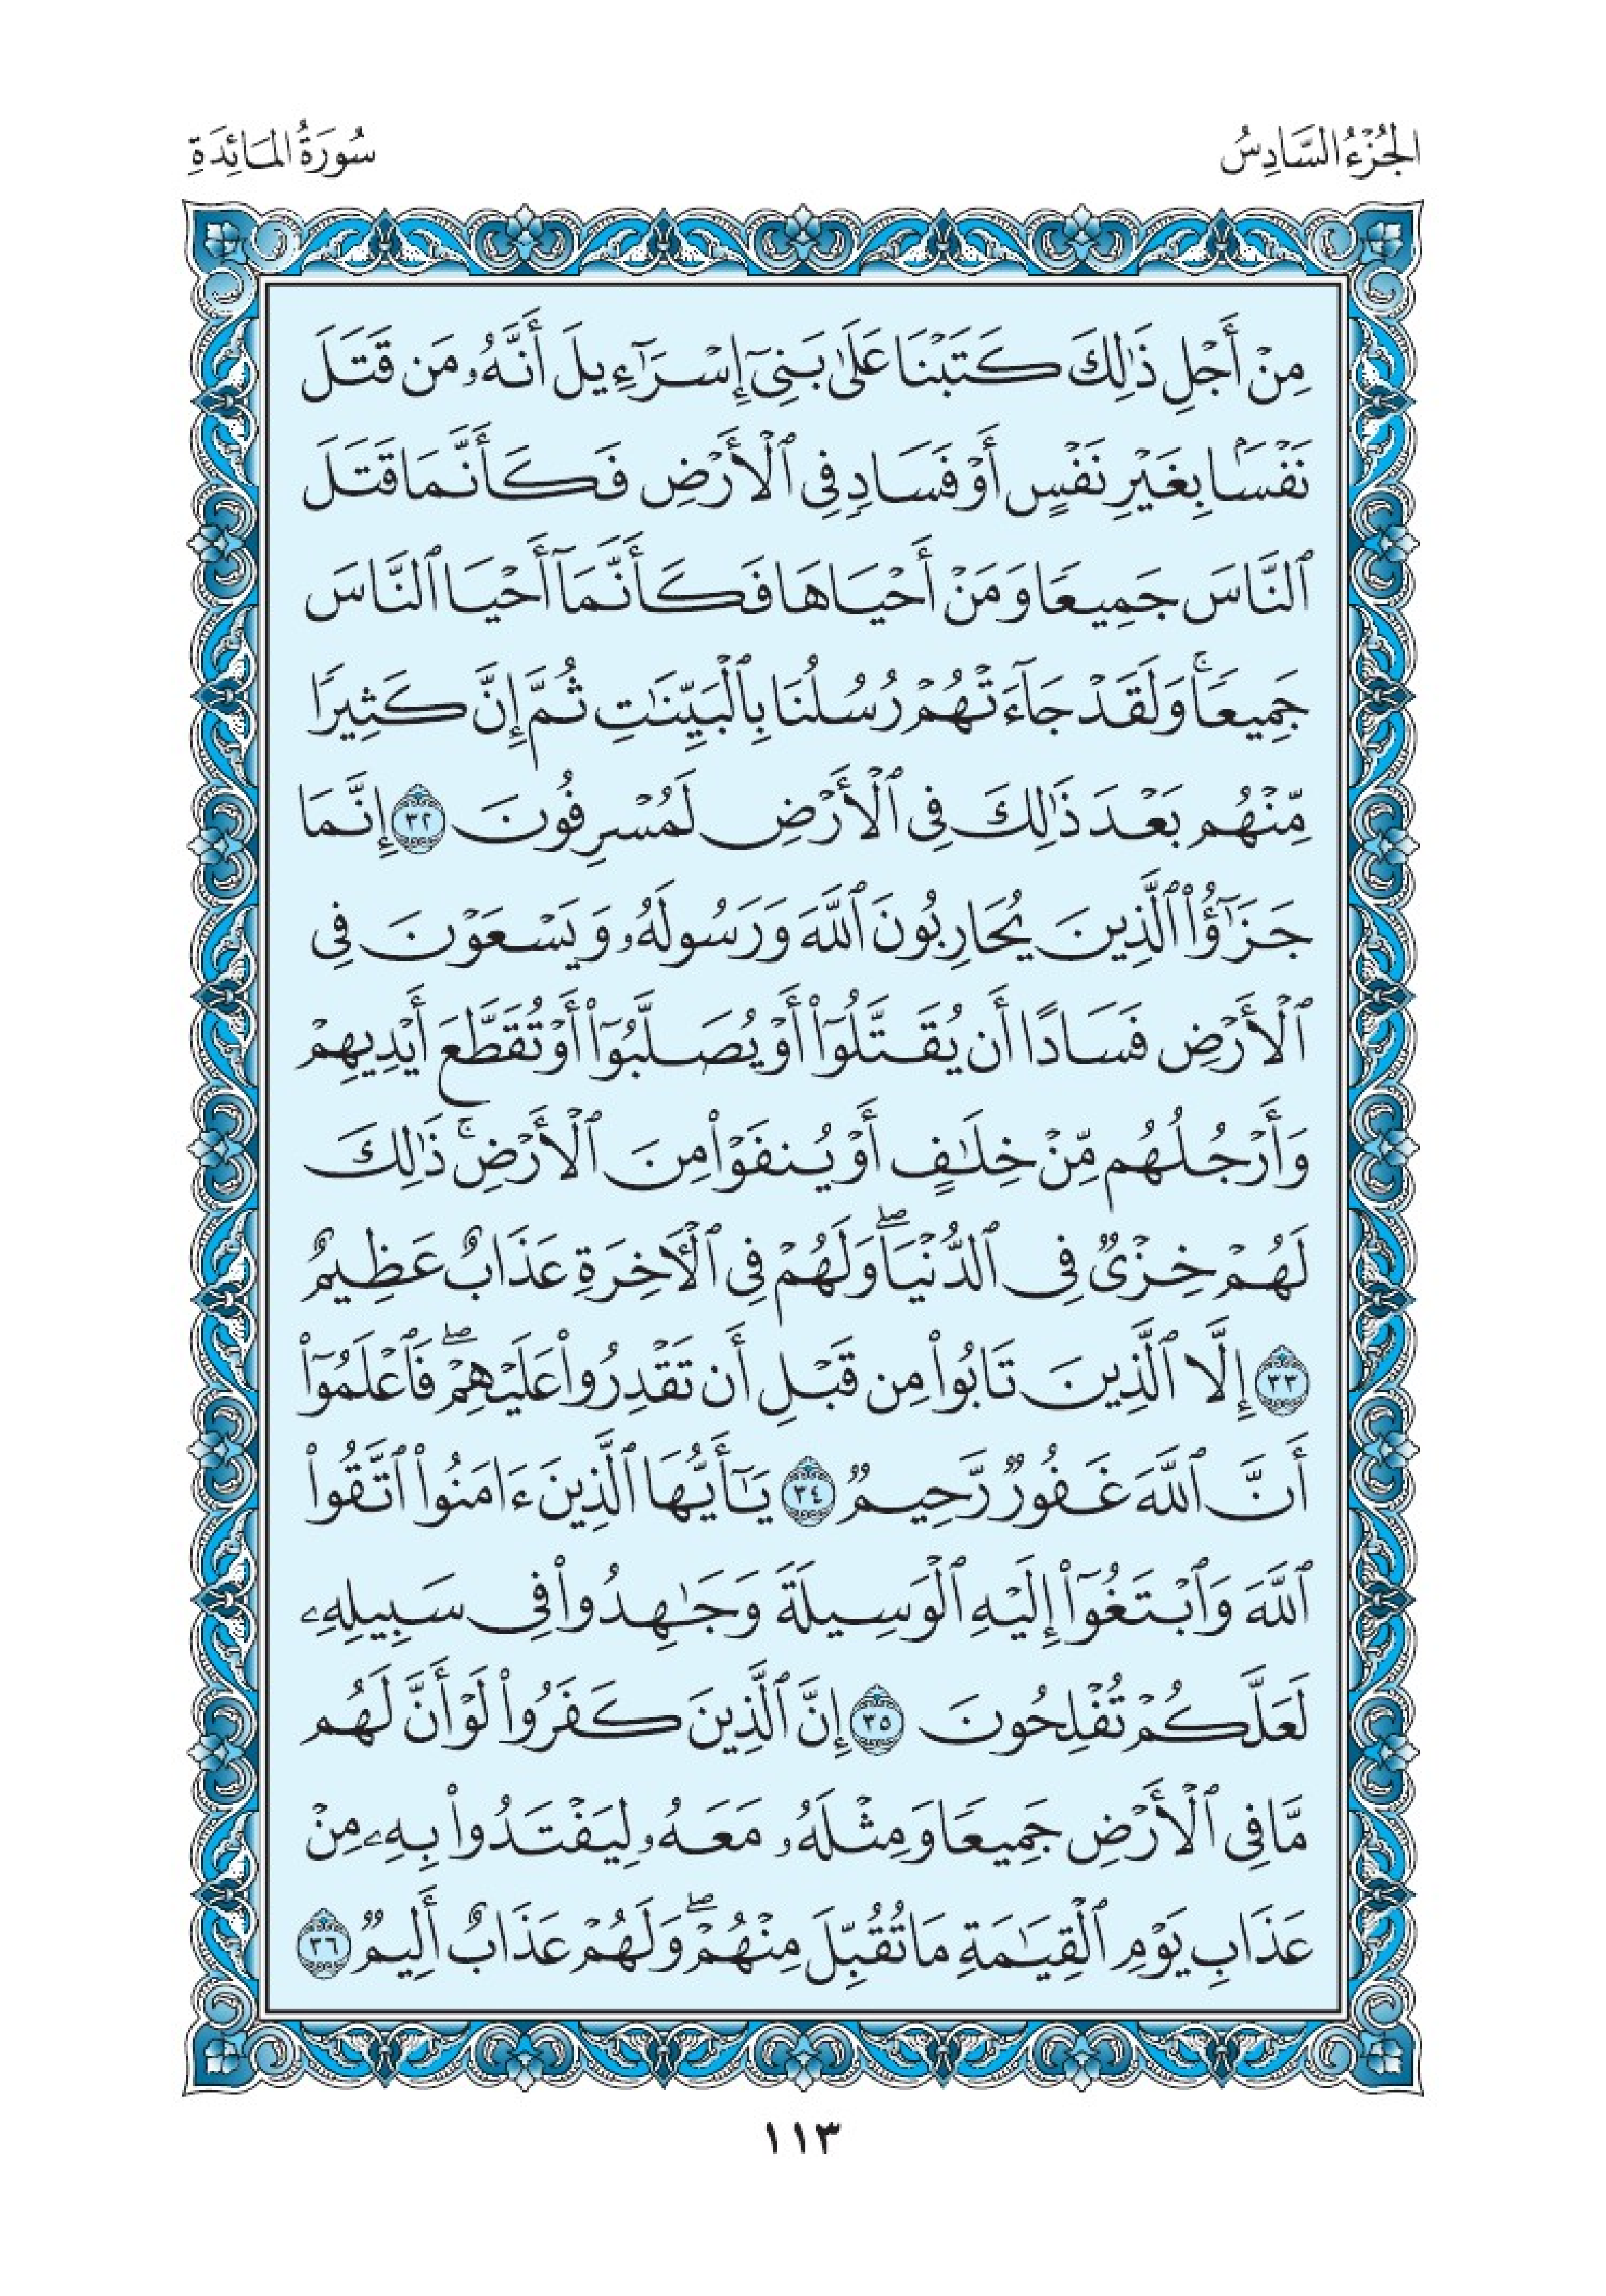 الجُزْءُ السَّادِسُ
سُورَةُ المَائِدَةِ
مِنْ أَجْلِ ذَٰلِكَ كَتَبْنَا عَلَىٰ بَنِىٓ إِسْرَٰٓءِيلَ أَنَّهُۥ مَن قَتَلَ
نَفْسًۢا بِغَيْرِ نَفْسٍ أَوْ فَسَادٍ فِى ٱلْأَرْضِ فَكَأَنَّمَا قَتَلَ
ٱلنَّاسَ جَمِيعًا وَمَنْ أَحْيَاهَا فَكَأَنَّمَآ أَحْيَا ٱلنَّاسَ
جَمِيعًا ۚ وَلَقَدْ جَآءَتْهُمْ رُسُلُنَا بِٱلْبَيِّنَٰتِ ثُمَّ إِنَّ كَثِيرًا
مِّنْهُم بَعْدَ ذَٰلِكَ فِى ٱلْأَرْضِ لَمُسْرِفُونَ ٣٢ إِنَّمَا
جَزَٰٓؤُا۟ ٱلَّذِينَ يُحَارِبُونَ ٱللَّهَ وَرَسُولَهُۥ وَيَسْعَوْنَ فِى
ٱلْأَرْضِ فَسَادًا أَن يُقَتَّلُوٓا۟ أَوْ يُصَلَّبُوٓا۟ أَوْ تُقَطَّعَ أَيْدِيهِمْ
وَأَرْجُلُهُم مِّنْ خِلَٰفٍ أَوْ يُنفَوْا۟ مِنَ ٱلْأَرْضِ ۚ ذَٰلِكَ
لَهُمْ خِزْىٌ فِى ٱلدُّنْيَا ۖ وَلَهُمْ فِى ٱلْءَاخِرَةِ عَذَابٌ عَظِيمٌ
٣٣ إِلَّا ٱلَّذِينَ تَابُوا۟ مِن قَبْلِ أَن تَقْدِرُوا۟ عَلَيْهِمْ ۖ فَٱعْلَمُوٓا۟
أَنَّ ٱللَّهَ غَفُورٌ رَّحِيمٌ ٣٤ يَٰٓأَيُّهَا ٱلَّذِينَ ءَامَنُوا۟ ٱتَّقُوا۟
ٱللَّهَ وَٱبْتَغُوٓا۟ إِلَيْهِ ٱلْوَسِيلَةَ وَجَٰهِدُوا۟ فِى سَبِيلِهِۦ
لَعَلَّكُمْ تُفْلِحُونَ ٣٥ إِنَّ ٱلَّذِينَ كَفَرُوا۟ لَوْ أَنَّ لَهُم
مَّا فِى ٱلْأَرْضِ جَمِيعًا وَمِثْلَهُۥ مَعَهُۥ لِيَفْتَدُوا۟ بِهِۦ مِنْ
عَذَابِ يَوْمِ ٱلْقِيَٰمَةِ مَا تُقُبِّلَ مِنْهُمْ ۖ وَلَهُمْ عَذَابٌ أَلِيمٌ ٣٦
١١٣